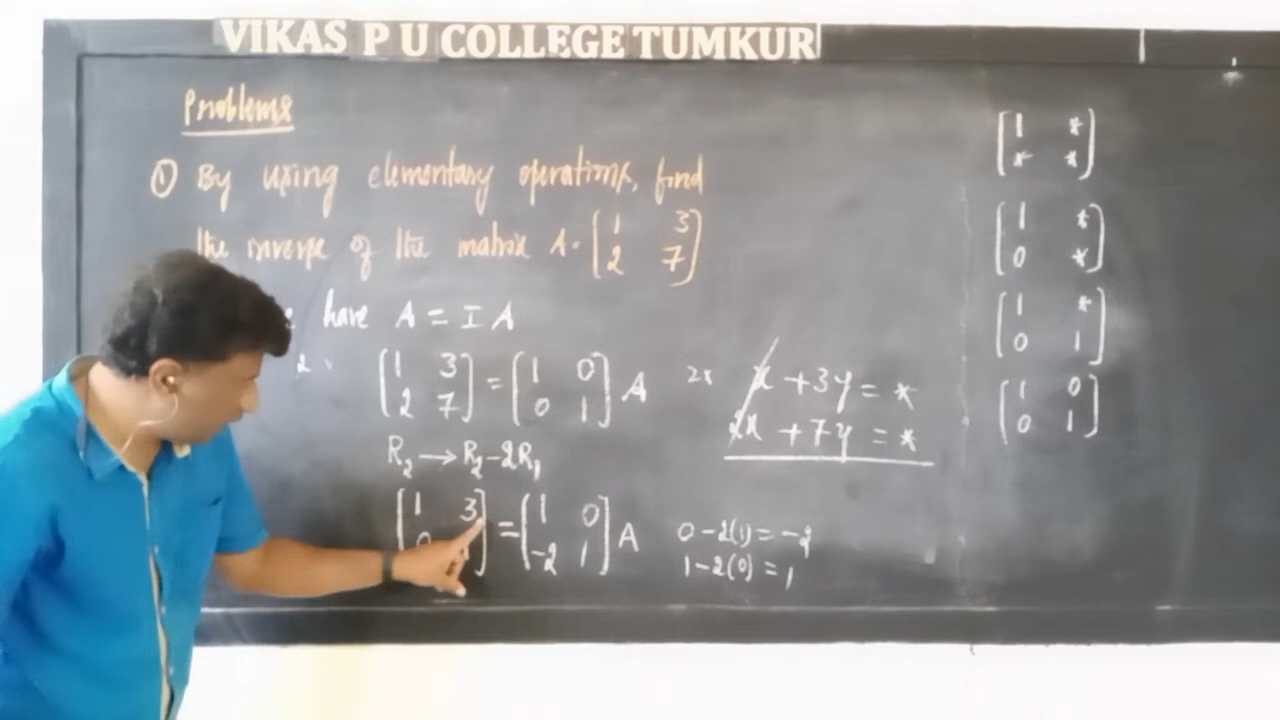 VIKAS P U COLLEGE TUMKUR
Problems
① By using elementary operations, find
the inverse of the matrix A = [1 3
2 7]
have A = I A
[1 3
2 7] = [1 0
0 1] A
R₂ → R₂ - 2R₁
[1 3
0 ] = [1 0
-2 1] A
2x x + 3y = *
2x + 7y = *
0 - 2(1) = -2
1 - 2(0) = 1
[1 *
* *]
[1 *
0 *]
[1 *
0 1]
[1 0
0 1]